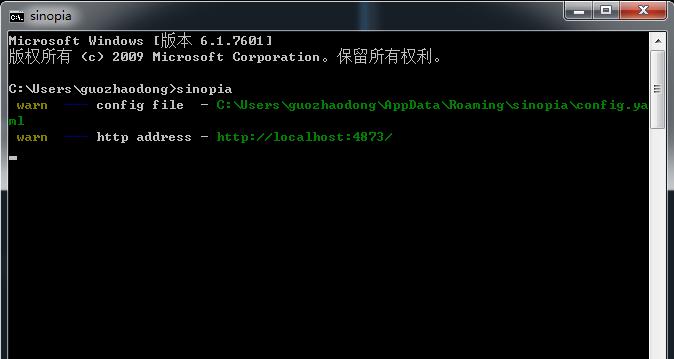 sinopia
Microsoft Windows [版本 6.1.7601]
版权所有 (c) 2009 Microsoft Corporation。保留所有权利。
C:\Users\guozhaodong>sinopia
warn --- config file - C:\Users\guozhaodong\AppData\Roaming\sinopia\config.ya
ml
warn --- http address - http://localhost:4873/